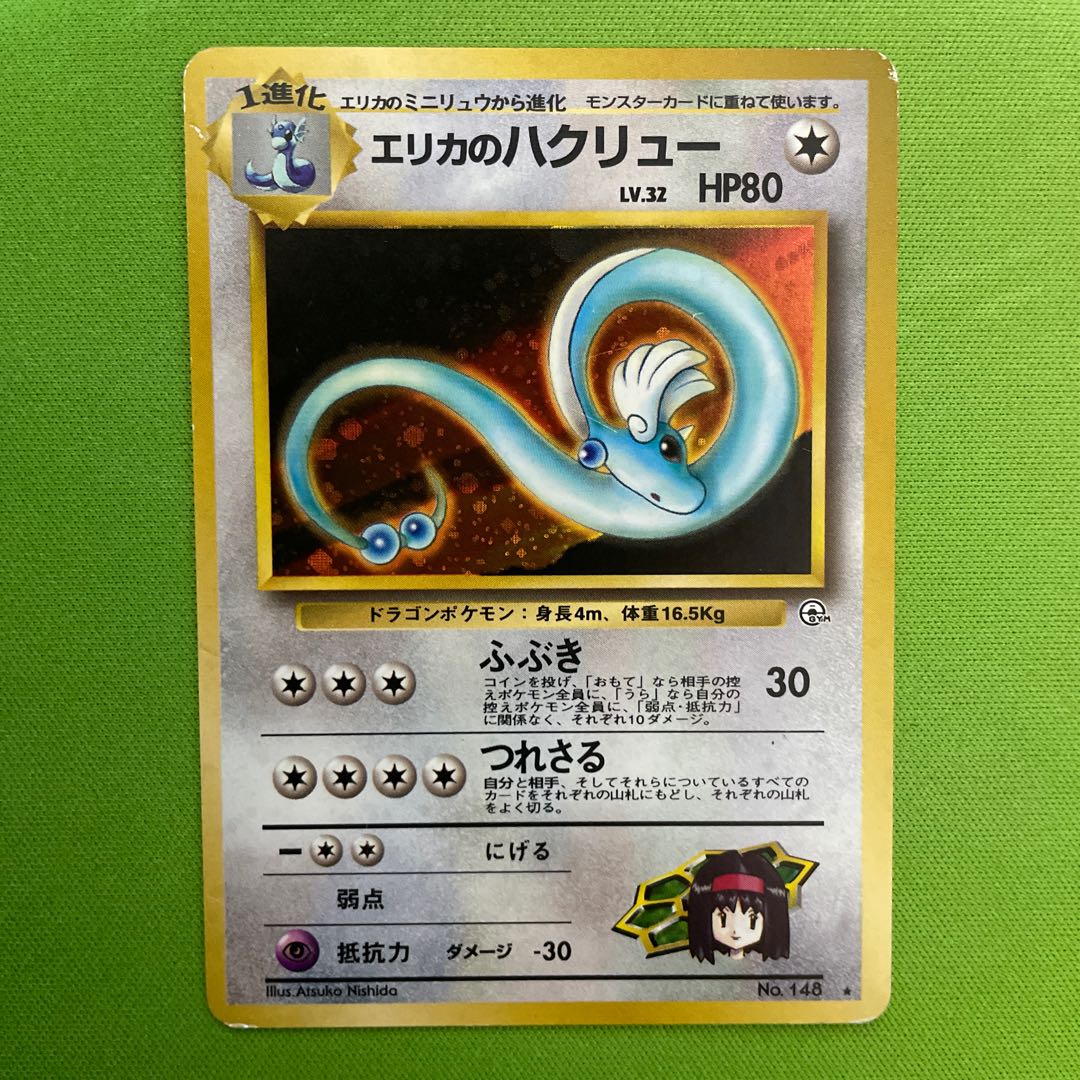 1進化
エリカのミニリュウから進化 モンスターカードに重ねて使います。
エリカのハクリュー
LV.32 HP80
ドラゴンポケモン：身長4m、体重16.5Kg
GYM
ふぶき
コインを投げ、「おもて」なら相手の控
えポケモン全員に、「うら」なら自分の
控えポケモン全員に、「弱点・抵抗力」
に関係なく、それぞれ10ダメージ。
30
つれさる
自分と相手、そしてそれらについているすべての
カードをそれぞれの山札にもどし、それぞれの山札
をよく切る。
にげる
弱点
抵抗力 ダメージ -30
Illus.Atsuko Nishida
No. 148 ★